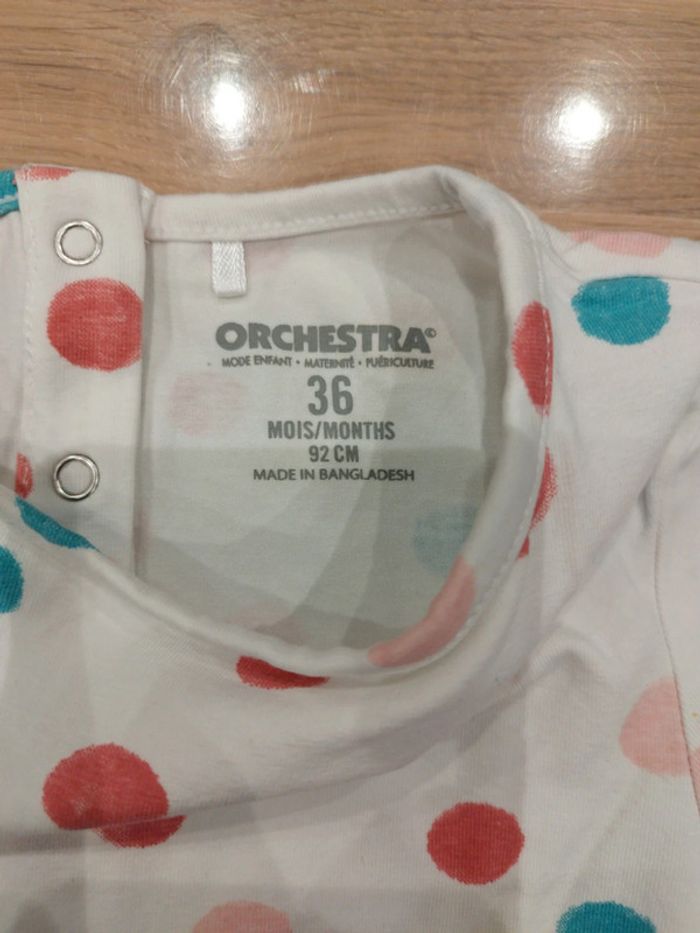 ORCHESTRA©
MODE ENFANT • MATERNITÉ • PUÉRICULTURE
36
MOIS/MONTHS
92 CM
MADE IN BANGLADESH